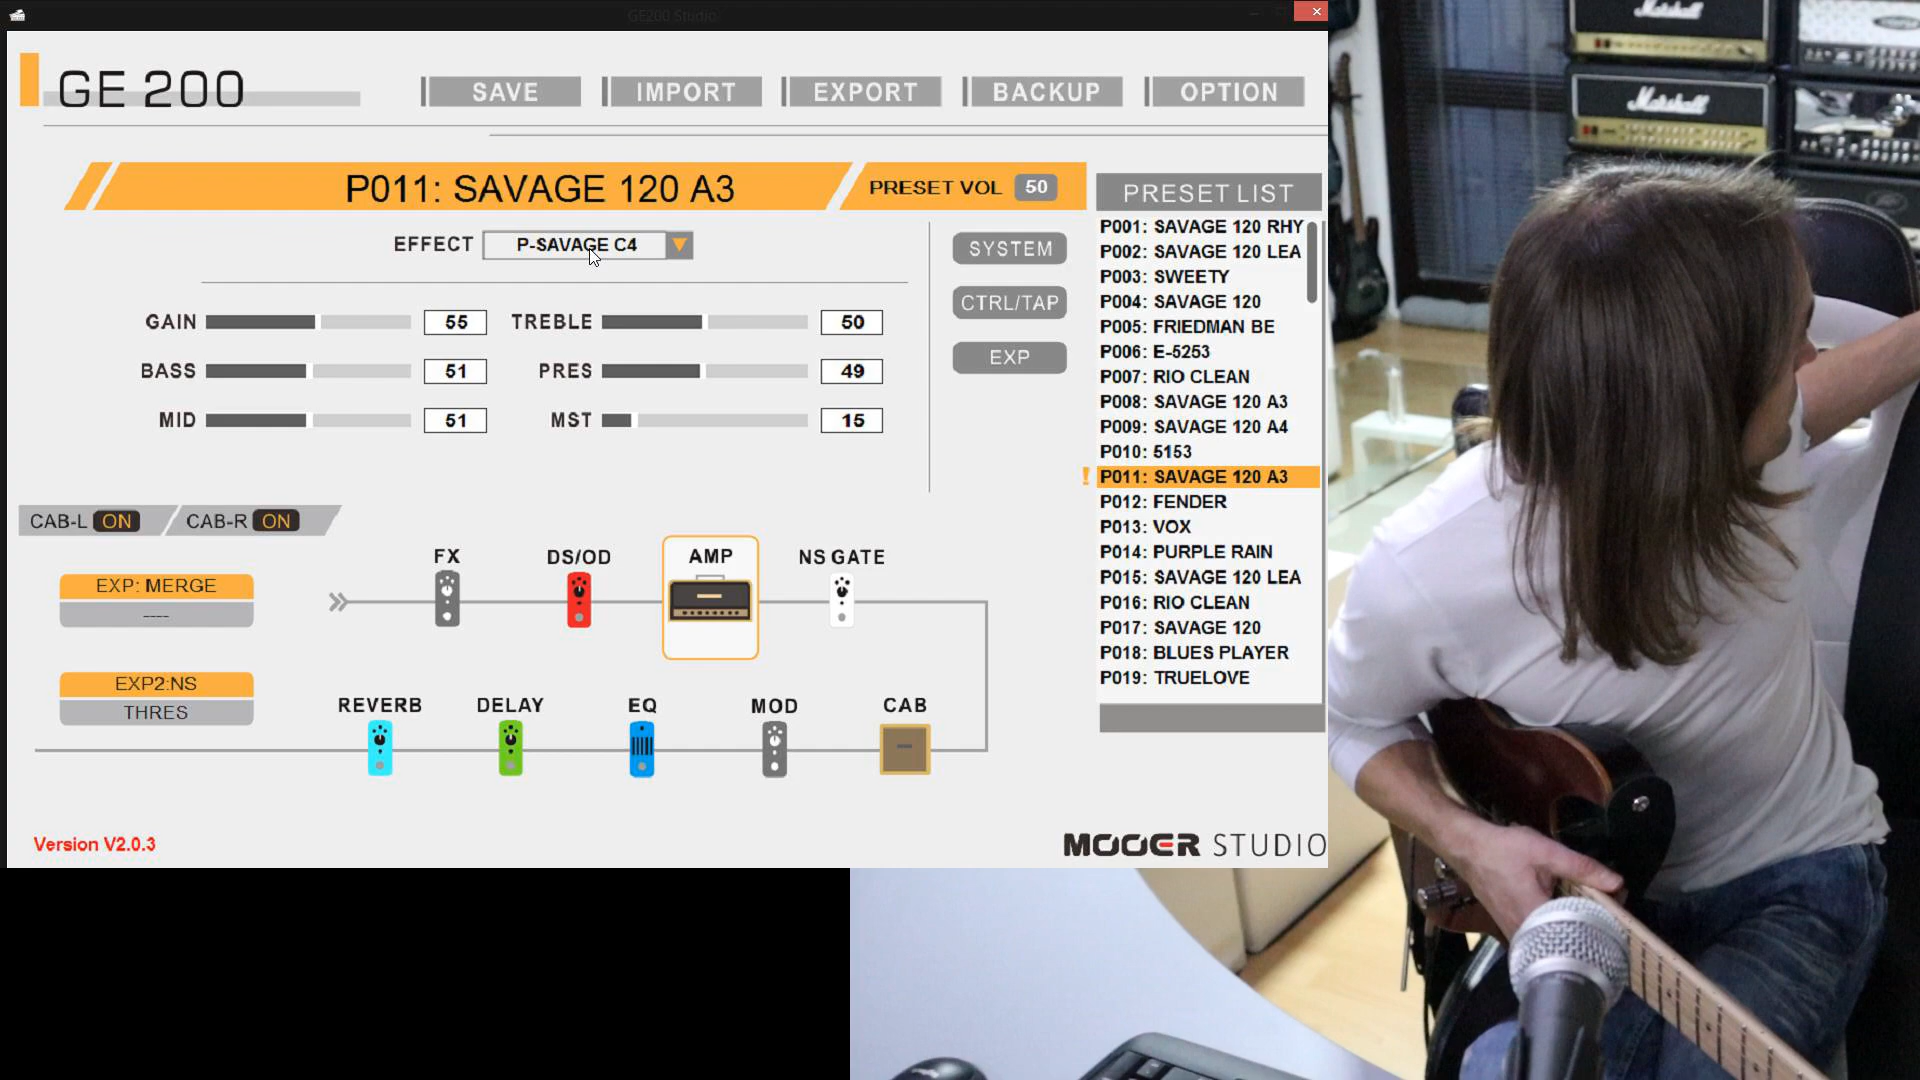 GE200 Studio
GE 200
SAVE
IMPORT
EXPORT
BACKUP
OPTION
P011: SAVAGE 120 A3
PRESET VOL 50
EFFECT P-SAVAGE C4
GAIN 55
TREBLE 50
BASS 51
PRES 49
MID 51
MST 15
SYSTEM
CTRL/TAP
EXP
PRESET LIST
P001: SAVAGE 120 RHY
P002: SAVAGE 120 LEA
P003: SWEETY
P004: SAVAGE 120
P005: FRIEDMAN BE
P006: E-5253
P007: RIO CLEAN
P008: SAVAGE 120 A3
P009: SAVAGE 120 A4
P010: 5153
! P011: SAVAGE 120 A3
P012: FENDER
P013: VOX
P014: PURPLE RAIN
P015: SAVAGE 120 LEA
P016: RIO CLEAN
P017: SAVAGE 120
P018: BLUES PLAYER
P019: TRUELOVE
CAB-L ON
CAB-R ON
EXP: MERGE
----
EXP2:NS
THRES
FX
DS/OD
AMP
NS GATE
REVERB
DELAY
EQ
MOD
CAB
Version V2.0.3
MOOER STUDIO
Marshall
Marshall